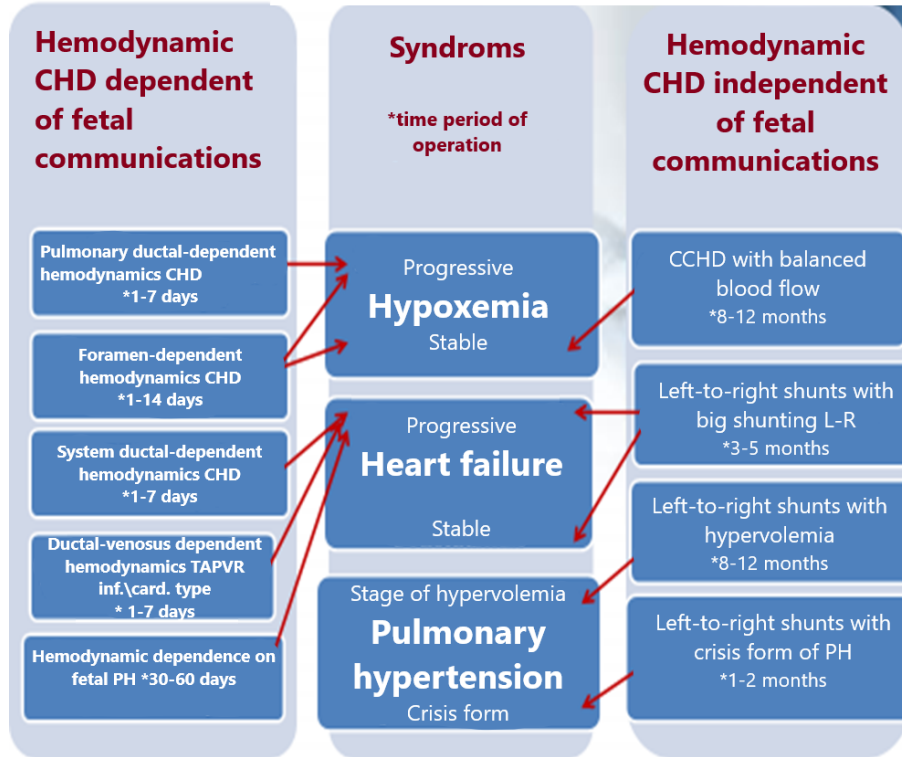 Hemodynamic
CHD dependent
of fetal
communications
Pulmonary ductal-dependent
hemodynamics CHD
*1-7 days
Foramen-dependent
hemodynamics CHD
*1-14 days
System ductal-dependent
hemodynamics CHD
*1-7 days
Ductal-venosus dependent
hemodynamics TAPVR
inf.\card. type
* 1-7 days
Hemodynamic dependence on
fetal PH *30-60 days
Syndroms
*time period of
operation
Progressive
Hypoxemia
Stable
Progressive
Heart failure
Stable
Stage of hypervolemia
Pulmonary
hypertension
Crisis form
Hemodynamic
CHD independent
of fetal
communications
CCHD with balanced
blood flow
*8-12 months
Left-to-right shunts with
big shunting L-R
*3-5 months
Left-to-right shunts with
hypervolemia
*8-12 months
Left-to-right shunts with
crisis form of PH
*1-2 months